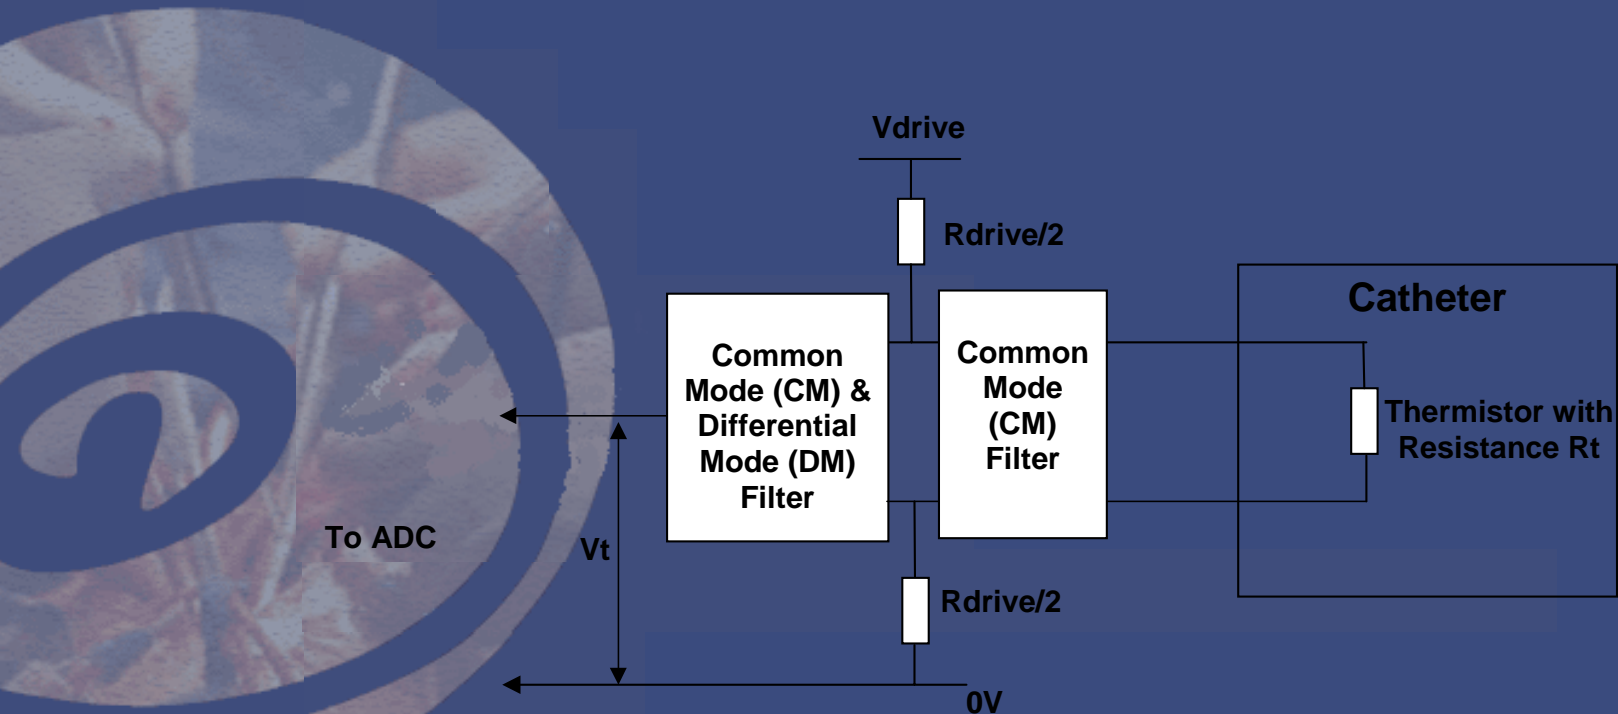 Vdrive
Rdrive/2
Catheter
Common
Mode (CM) &
Differential
Mode (DM)
Filter
Common
Mode
(CM)
Filter
Thermistor with
Resistance Rt
To ADC
Vt
Rdrive/2
0V